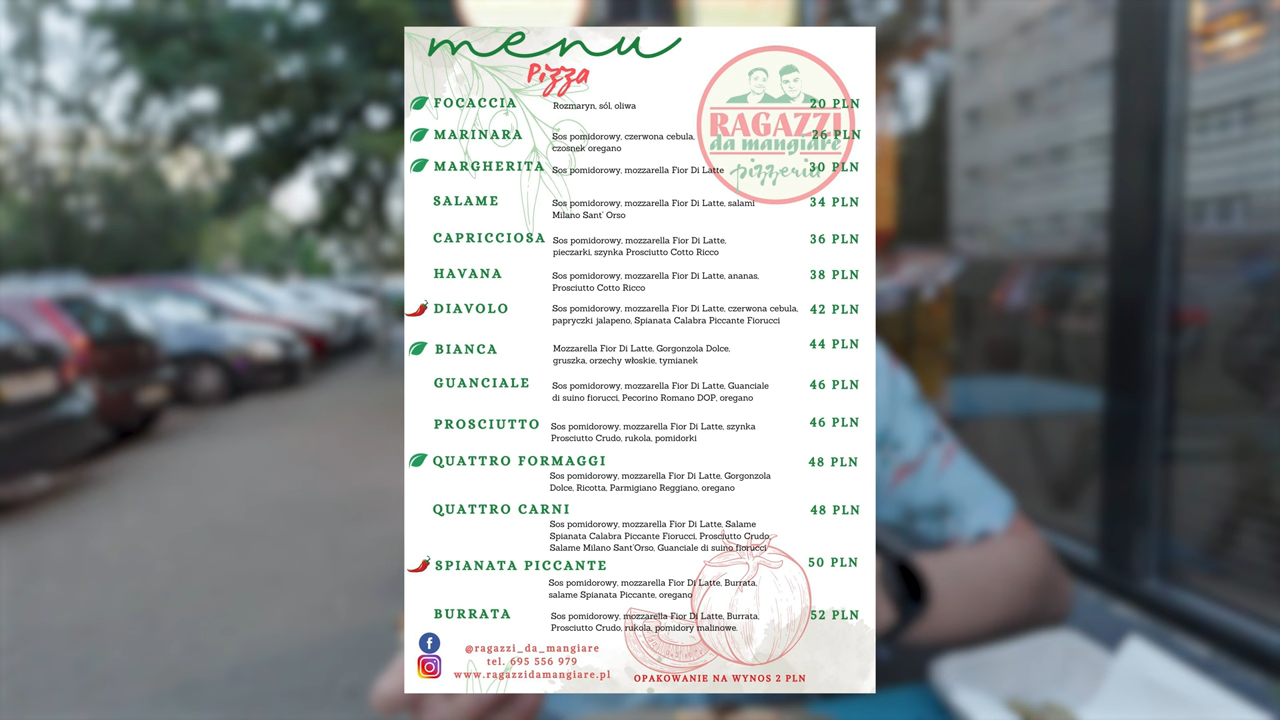 menu
Pizza
RAGAZZI
da mangiare
pizzeria
FOCACCIA Rozmaryn, sól, oliwa 20 PLN
MARINARA Sos pomidorowy, czerwona cebula, 26 PLN
czosnek oregano
MARGHERITA Sos pomidorowy, mozzarella Fior Di Latte 30 PLN
SALAME Sos pomidorowy, mozzarella Fior Di Latte, salami 34 PLN
Milano Sant' Orso
CAPRICCIOSA Sos pomidorowy, mozzarella Fior Di Latte, 36 PLN
pieczarki, szynka Prosciutto Cotto Ricco
HAVANA Sos pomidorowy, mozzarella Fior Di Latte, ananas, 38 PLN
Prosciutto Cotto Ricco
DIAVOLO Sos pomidorowy, mozzarella Fior Di Latte, czerwona cebula, 42 PLN
papryczki jalapeno, Spianata Calabra Piccante Fiorucci
BIANCA Mozzarella Fior Di Latte, Gorgonzola Dolce, 44 PLN
gruszka, orzechy włoskie, tymianek
GUANCIALE Sos pomidorowy, mozzarella Fior Di Latte, Guanciale 46 PLN
di suino fiorucci, Pecorino Romano DOP, oregano
PROSCIUTTO Sos pomidorowy, mozzarella Fior Di Latte, szynka 46 PLN
Prosciutto Crudo, rukola, pomidorki
QUATTRO FORMAGGI 48 PLN
Sos pomidorowy, mozzarella Fior Di Latte, Gorgonzola
Dolce, Ricotta, Parmigiano Reggiano, oregano
QUATTRO CARNI 48 PLN
Sos pomidorowy, mozzarella Fior Di Latte, Salame
Spianata Calabra Piccante Fiorucci, Prosciutto Crudo,
Salame Milano Sant'Orso, Guanciale di suino fiorucci
SPIANATA PICCANTE 50 PLN
Sos pomidorowy, mozzarella Fior Di Latte, Burrata,
salame Spianata Piccante, oregano
BURRATA Sos pomidorowy, mozzarella Fior Di Latte, Burrata, 52 PLN
Prosciutto Crudo, rukola, pomidory malinowe.
@ragazzi_da_mangiare
tel. 695 556 979
www.ragazzidamangiare.pl
OPAKOWANIE NA WYNOS 2 PLN